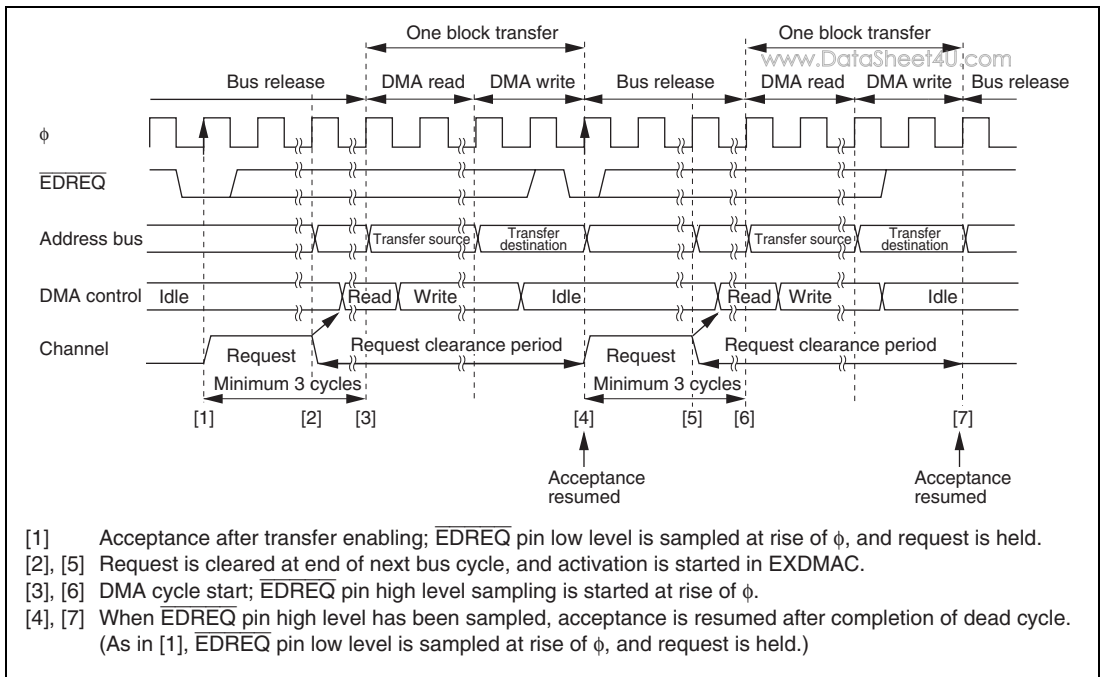 One block transfer One block transfer
www.DataSheet4U.com
Bus release DMA read DMA write Bus release DMA read DMA write Bus release
ϕ
EDREQ
Address bus Transfer source Transfer destination Transfer source Transfer destination
DMA control Idle Read Write Idle Read Write Idle
Channel Request Request clearance period Request Request clearance period
Minimum 3 cycles Minimum 3 cycles
[1] [2] [3] [4] [5] [6] [7]
Acceptance resumed Acceptance resumed
[1] Acceptance after transfer enabling; EDREQ pin low level is sampled at rise of ϕ, and request is held.
[2], [5] Request is cleared at end of next bus cycle, and activation is started in EXDMAC.
[3], [6] DMA cycle start; EDREQ pin high level sampling is started at rise of ϕ.
[4], [7] When EDREQ pin high level has been sampled, acceptance is resumed after completion of dead cycle.
(As in [1], EDREQ pin low level is sampled at rise of ϕ, and request is held.)